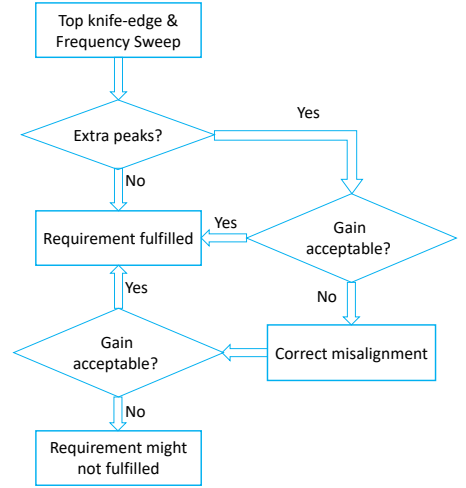 Top knife-edge &
Frequency Sweep
Yes
Extra peaks?
No
Requirement fulfilled
Yes
Gain
acceptable?
Yes
No
Gain
acceptable?
Correct misalignment
No
Requirement might
not fulfilled